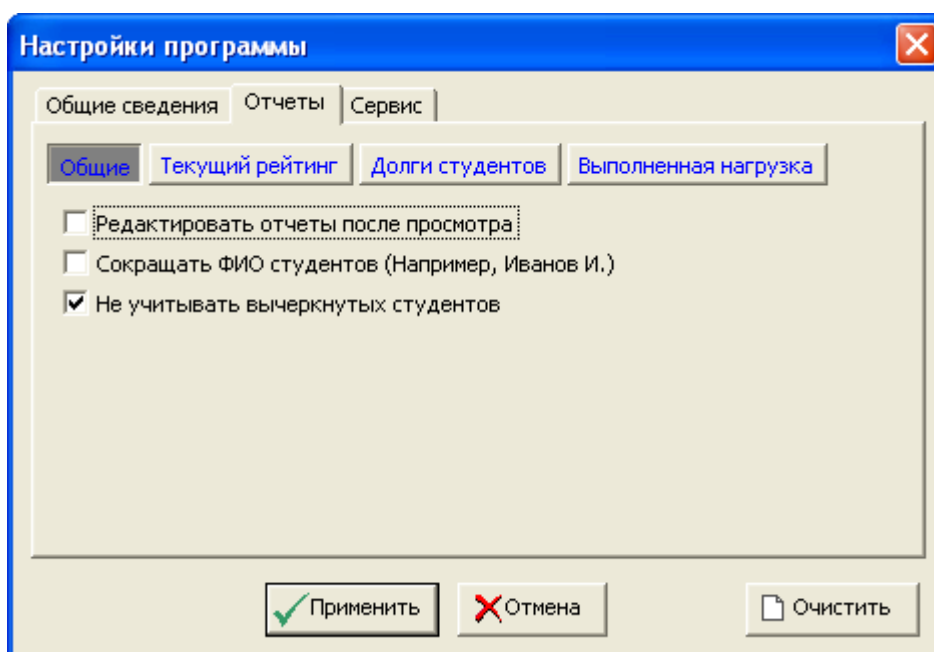 Настройки программы
Общие сведения Отчеты Сервис
Общие Текущий рейтинг Долги студентов Выполненная нагрузка
Редактировать отчеты после просмотра
Сокращать ФИО студентов (Например, Иванов И.)
Не учитывать вычеркнутых студентов
Применить Отмена Очистить